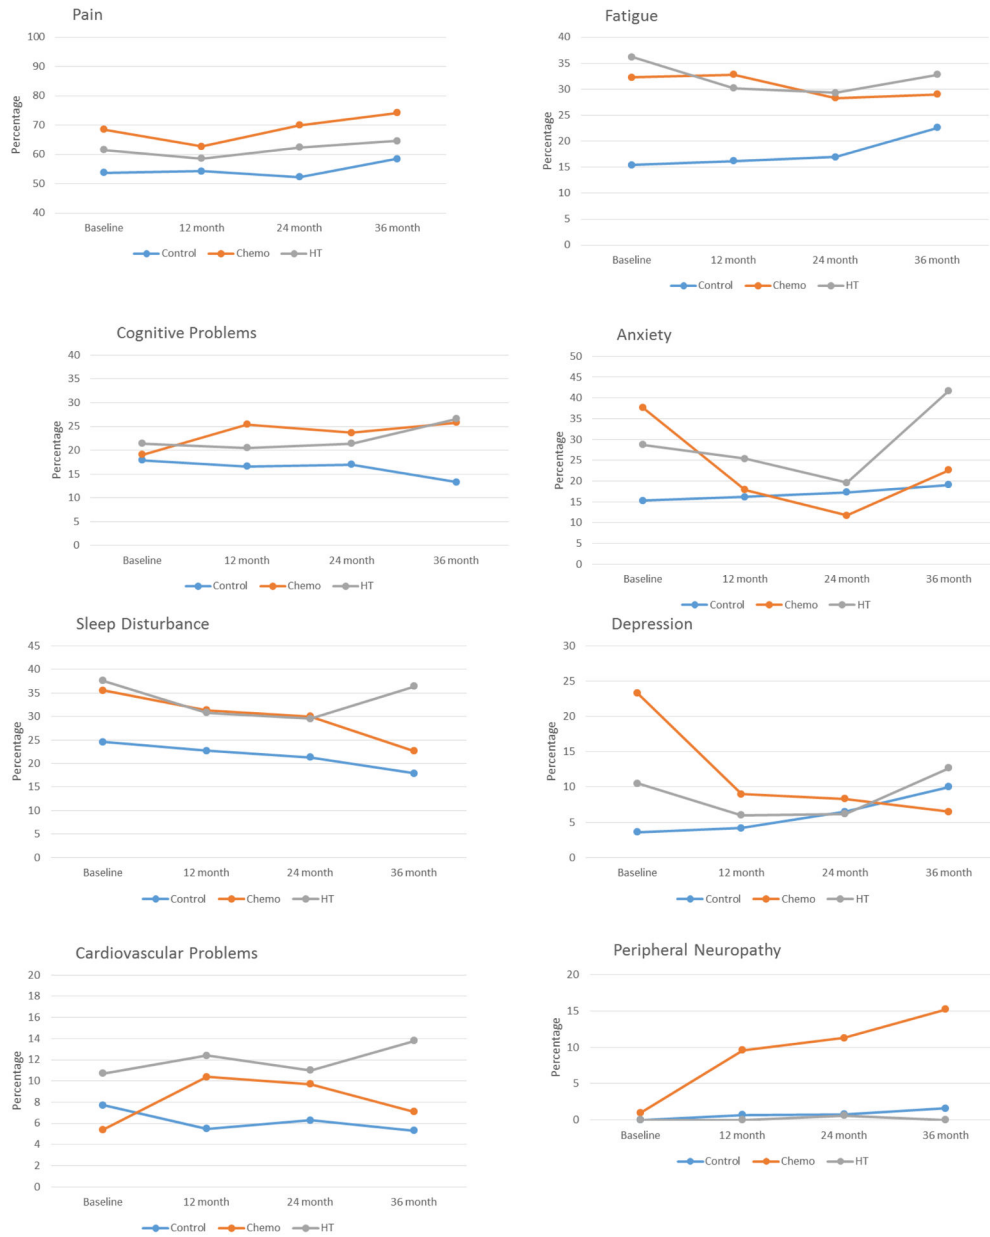 Pain
100
90
80
70
60
50
40
Percentage
Baseline 12 month 24 month 36 month
Control Chemo HT
Fatigue
40
35
30
25
20
15
10
5
0
Percentage
Baseline 12 month 24 month 36 month
Control Chemo HT
Cognitive Problems
40
35
30
25
20
15
10
5
0
Percentage
Baseline 12 month 24 month 36 month
Control Chemo HT
Anxiety
50
45
40
35
30
25
20
15
10
5
0
Percentage
Baseline 12 month 24 month 36 month
Control Chemo HT
Sleep Disturbance
45
40
35
30
25
20
15
10
5
0
Percentage
Baseline 12 month 24 month 36 month
Control Chemo HT
Depression
30
25
20
15
10
5
0
Percentage
Baseline 12 month 24 month 36 month
Control Chemo HT
Cardiovascular Problems
20
18
16
14
12
10
8
6
4
2
0
Percentage
Baseline 12 month 24 month 36 month
Control Chemo HT
Peripheral Neuropathy
20
15
10
5
0
Percentage
Baseline 12 month 24 month 36 month
Control Chemo HT